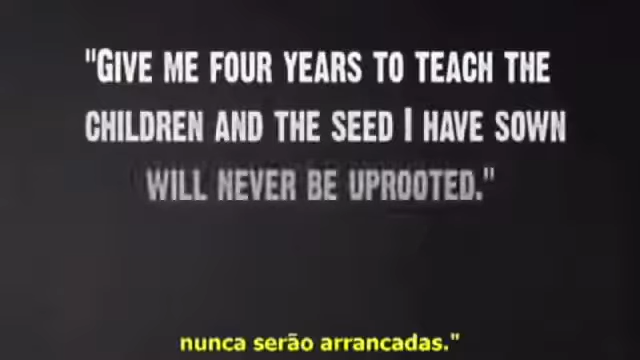 "GIVE ME FOUR YEARS TO TEACH THE
CHILDREN AND THE SEED I HAVE SOWN
WILL NEVER BE UPROOTED."
nunca serão arrancadas."